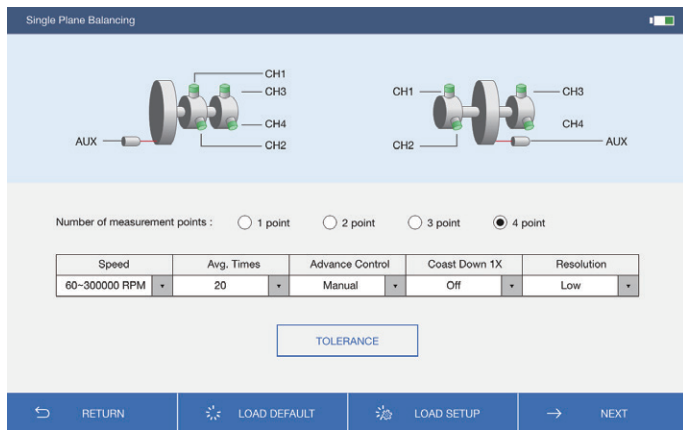 Single Plane Balancing
CH1
CH3
CH4
CH2
AUX
CH1
CH3
CH4
CH2
AUX
Number of measurement points : 1 point 2 point 3 point 4 point
Speed Avg. Times Advance Control Coast Down 1X Resolution
60~300000 RPM 20 Manual Off Low
TOLERANCE
RETURN LOAD DEFAULT LOAD SETUP NEXT